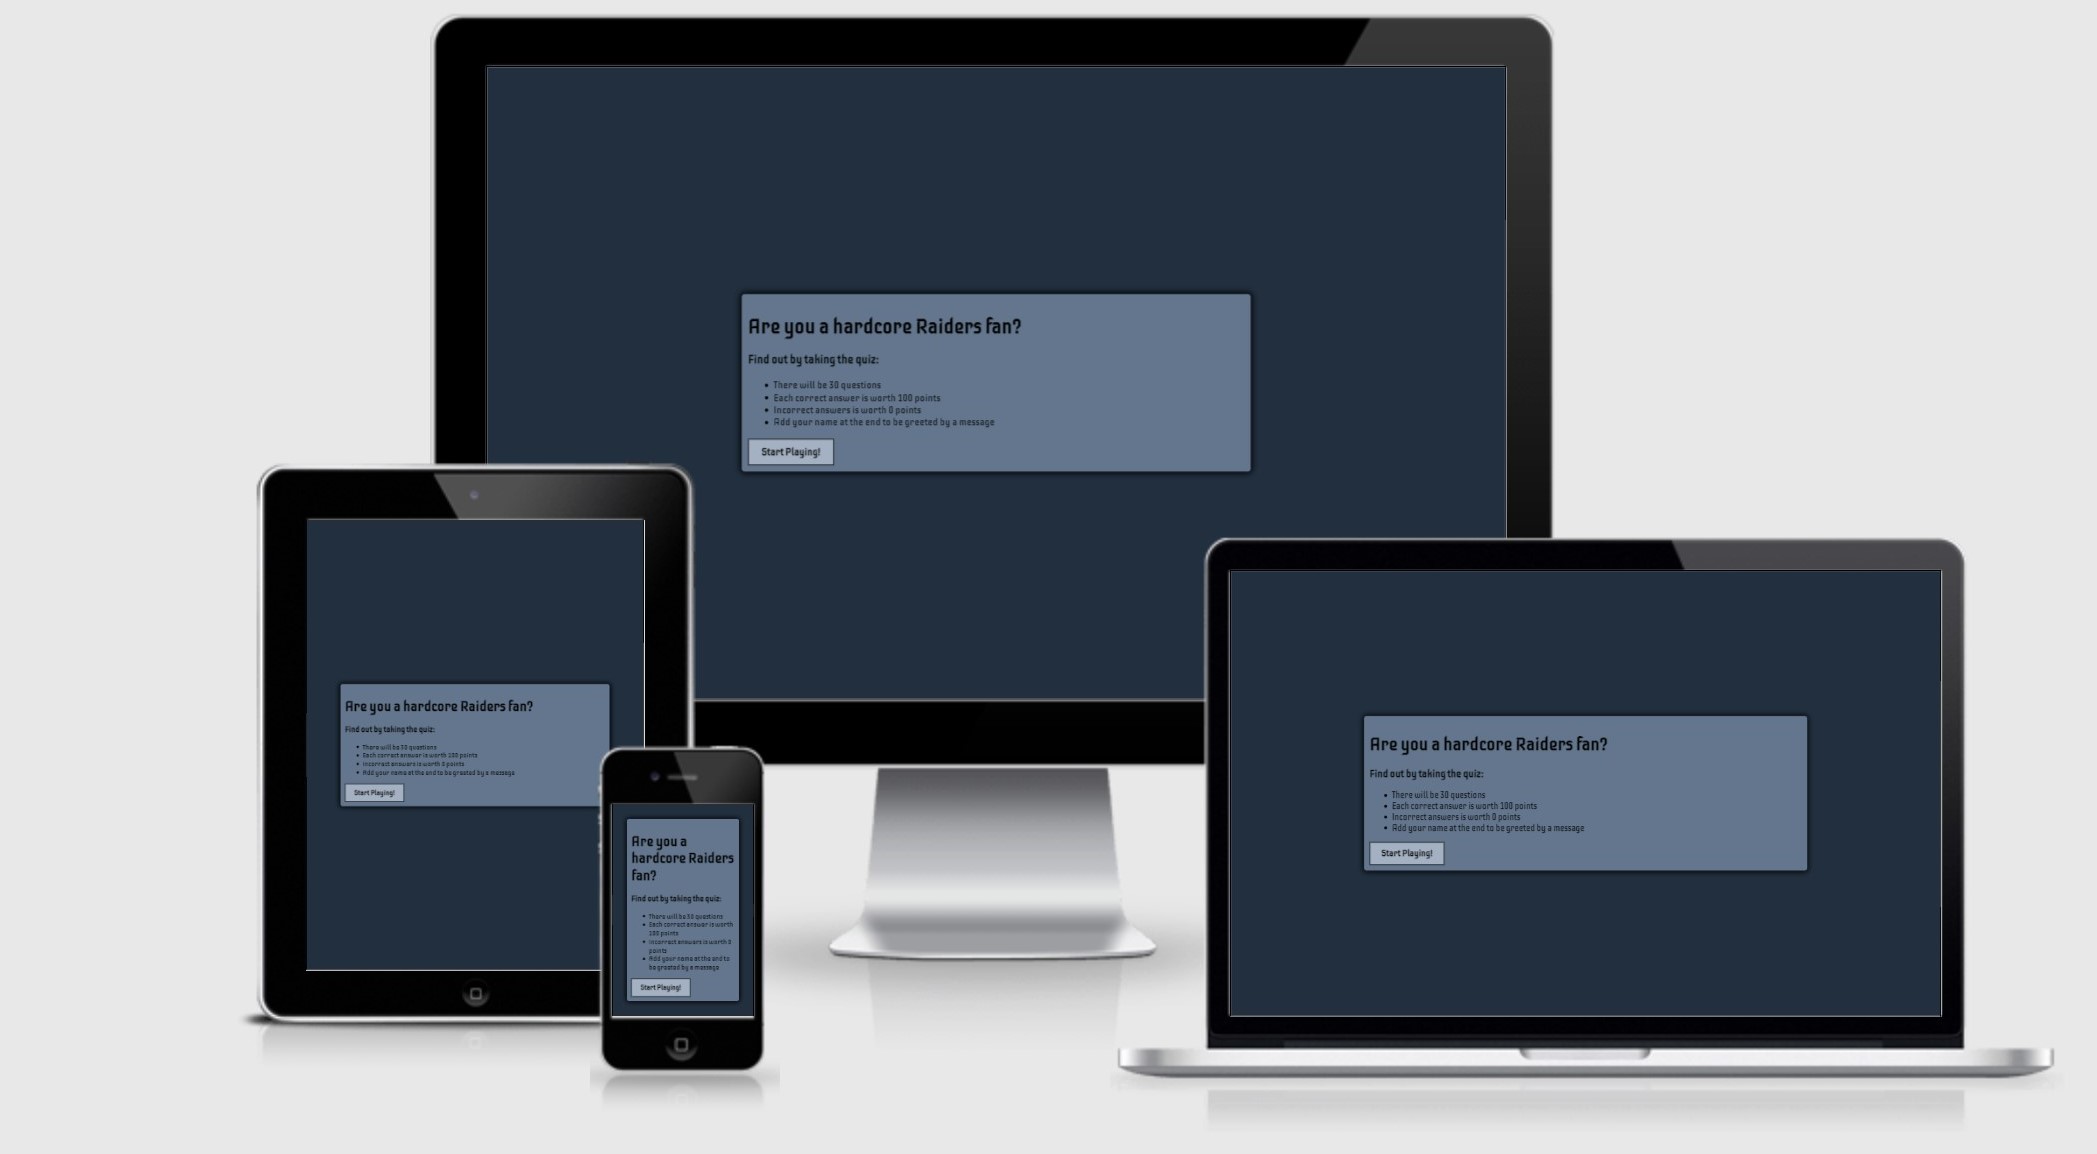 Are you a hardcore Raiders fan?
Find out by taking the quiz:
There will be 30 questions
Each correct answer is worth 100 points
Incorrect answers is worth 0 points
Add your name at the end to be greeted by a message
Start Playing!
Are you a hardcore Raiders fan?
Find out by taking the quiz:
There will be 30 questions
Each correct answer is worth 100 points
Incorrect answers is worth 0 points
Add your name at the end to be greeted by a message
Start Playing!
Are you a
hardcore Raiders
fan?
Find out by taking the quiz:
There will be 30 questions
Each correct answer is worth
100 points
Incorrect answers is worth 0
points
Add your name at the end to
be greeted by a message
Start Playing!
Are you a hardcore Raiders fan?
Find out by taking the quiz:
There will be 30 questions
Each correct answer is worth 100 points
Incorrect answers is worth 0 points
Add your name at the end to be greeted by a message
Start Playing!